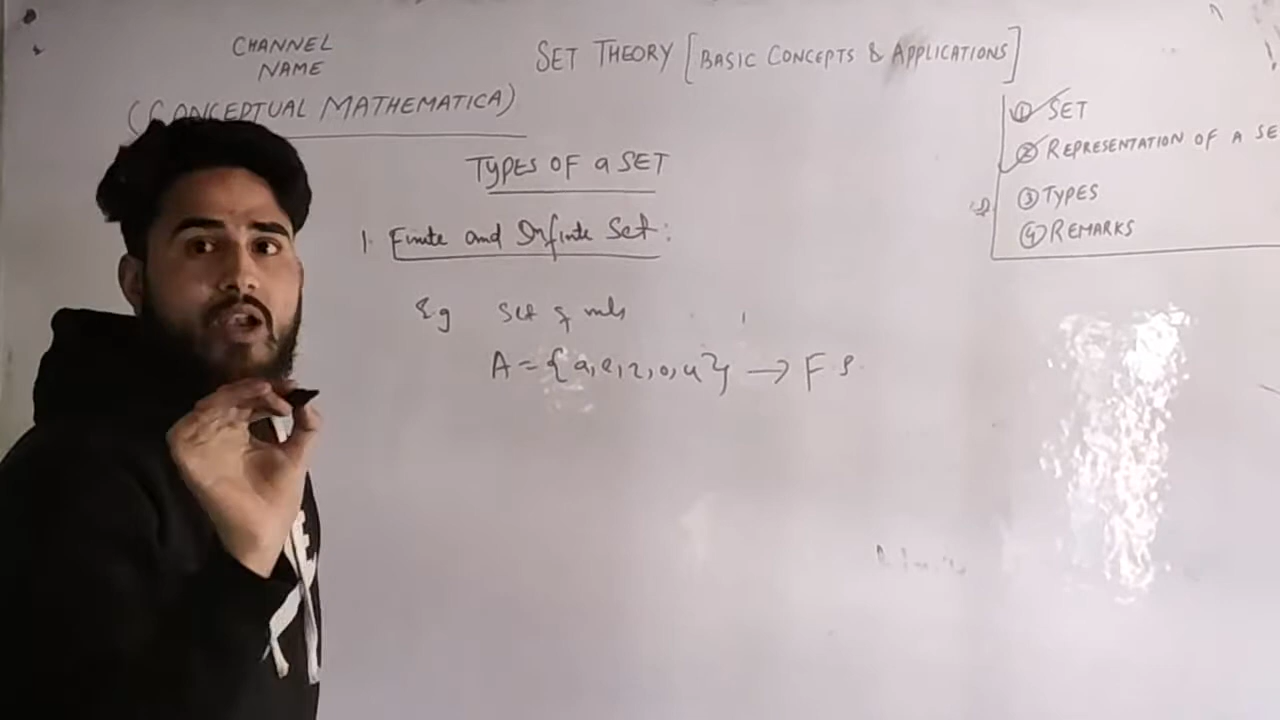 CHANNEL
NAME
(CONCEPTUAL MATHEMATICA)
SET THEORY [BASIC CONCEPTS & APPLICATIONS]
① SET
② REPRESENTATION OF A SE
③ TYPES
④ REMARKS
TYPES OF a SET
1. Finite and Infinite Set:
Eg Set of
A = {a, e, i, o, u} → F S